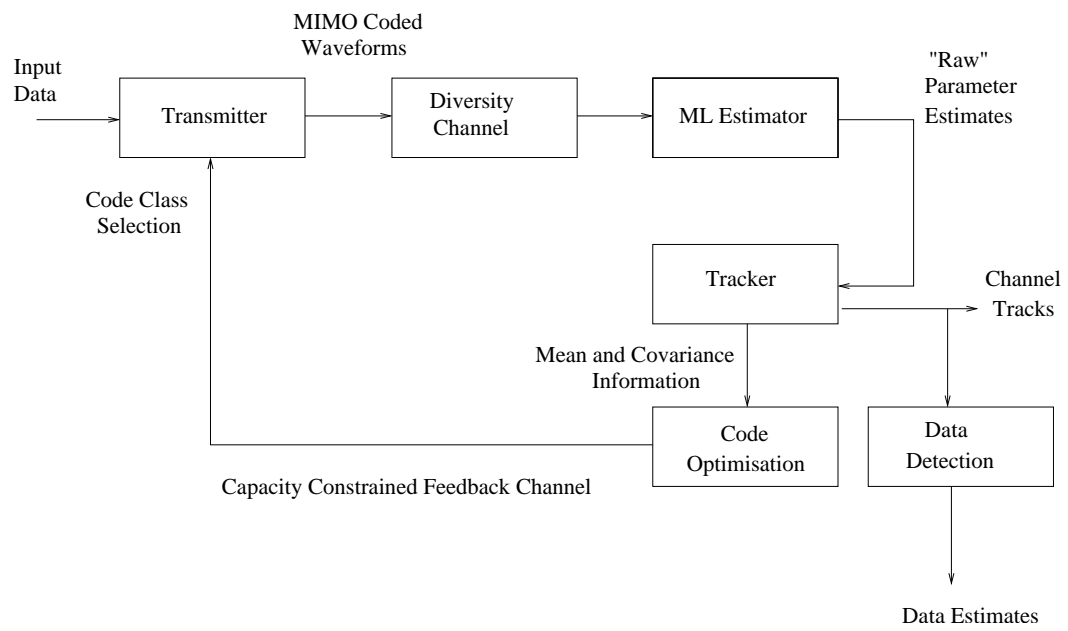 MIMO Coded
Waveforms
Input
Data
Transmitter
Diversity
Channel
ML Estimator
"Raw"
Parameter
Estimates
Code Class
Selection
Tracker
Channel
Tracks
Mean and Covariance
Information
Code
Optimisation
Data
Detection
Capacity Constrained Feedback Channel
Data Estimates